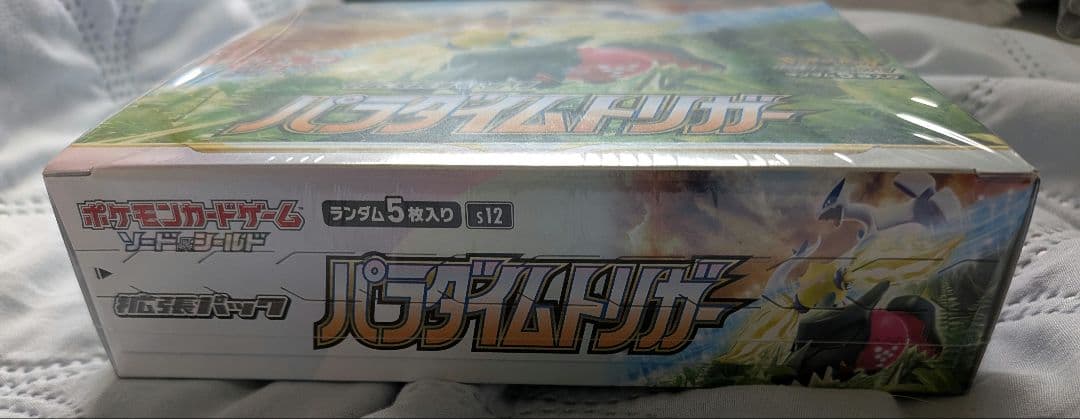 パラダイムトリガー
ポケモンカードゲーム
ソード&シールド
ランダム5枚入り s12
拡張パック
パラダイムトリガー